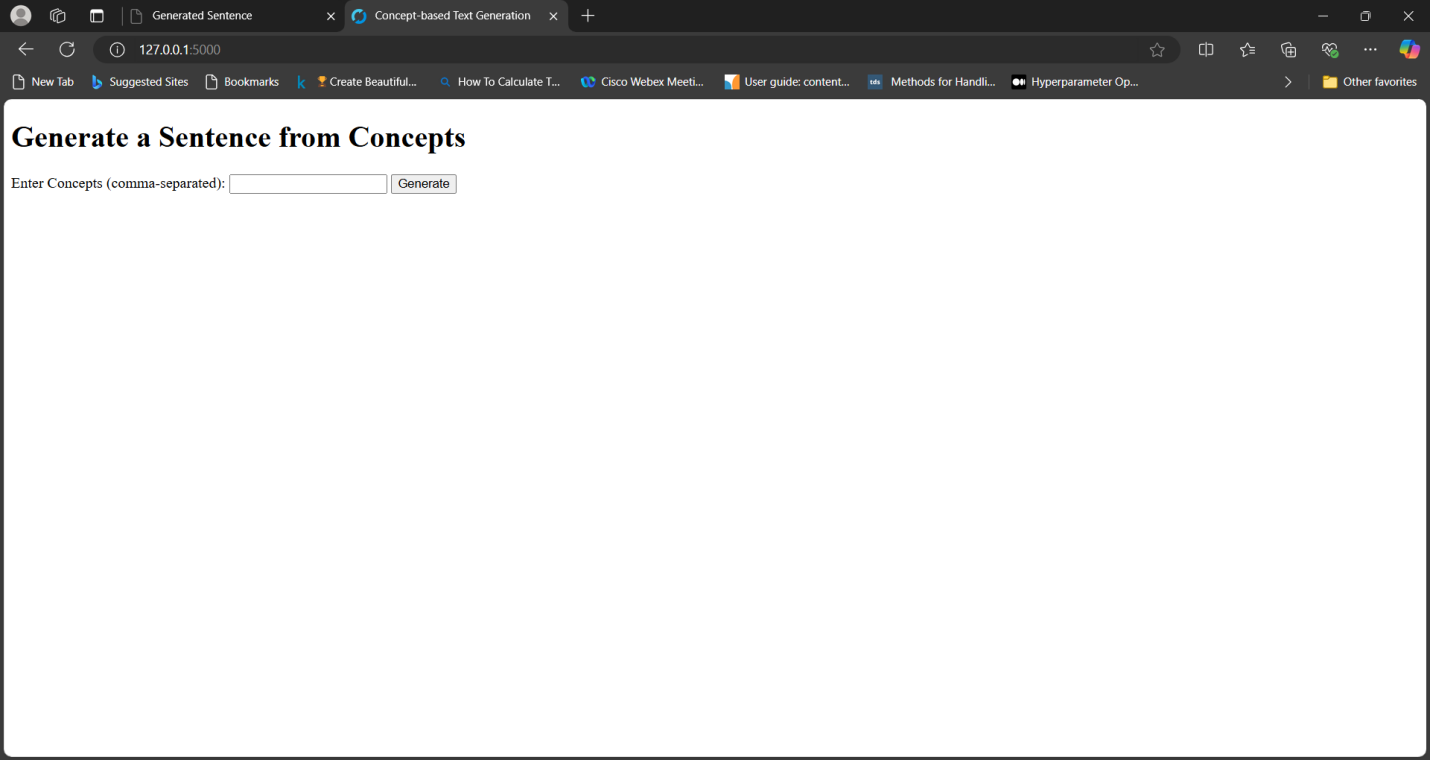 Generated Sentence
Concept-based Text Generation
127.0.0.1:5000
New Tab
Suggested Sites
Bookmarks
Create Beautiful...
How To Calculate T...
Cisco Webex Meeti...
User guide: content...
tds
Methods for Handli...
Hyperparameter Op...
Other favorites
Generate a Sentence from Concepts
Enter Concepts (comma-separated): Generate